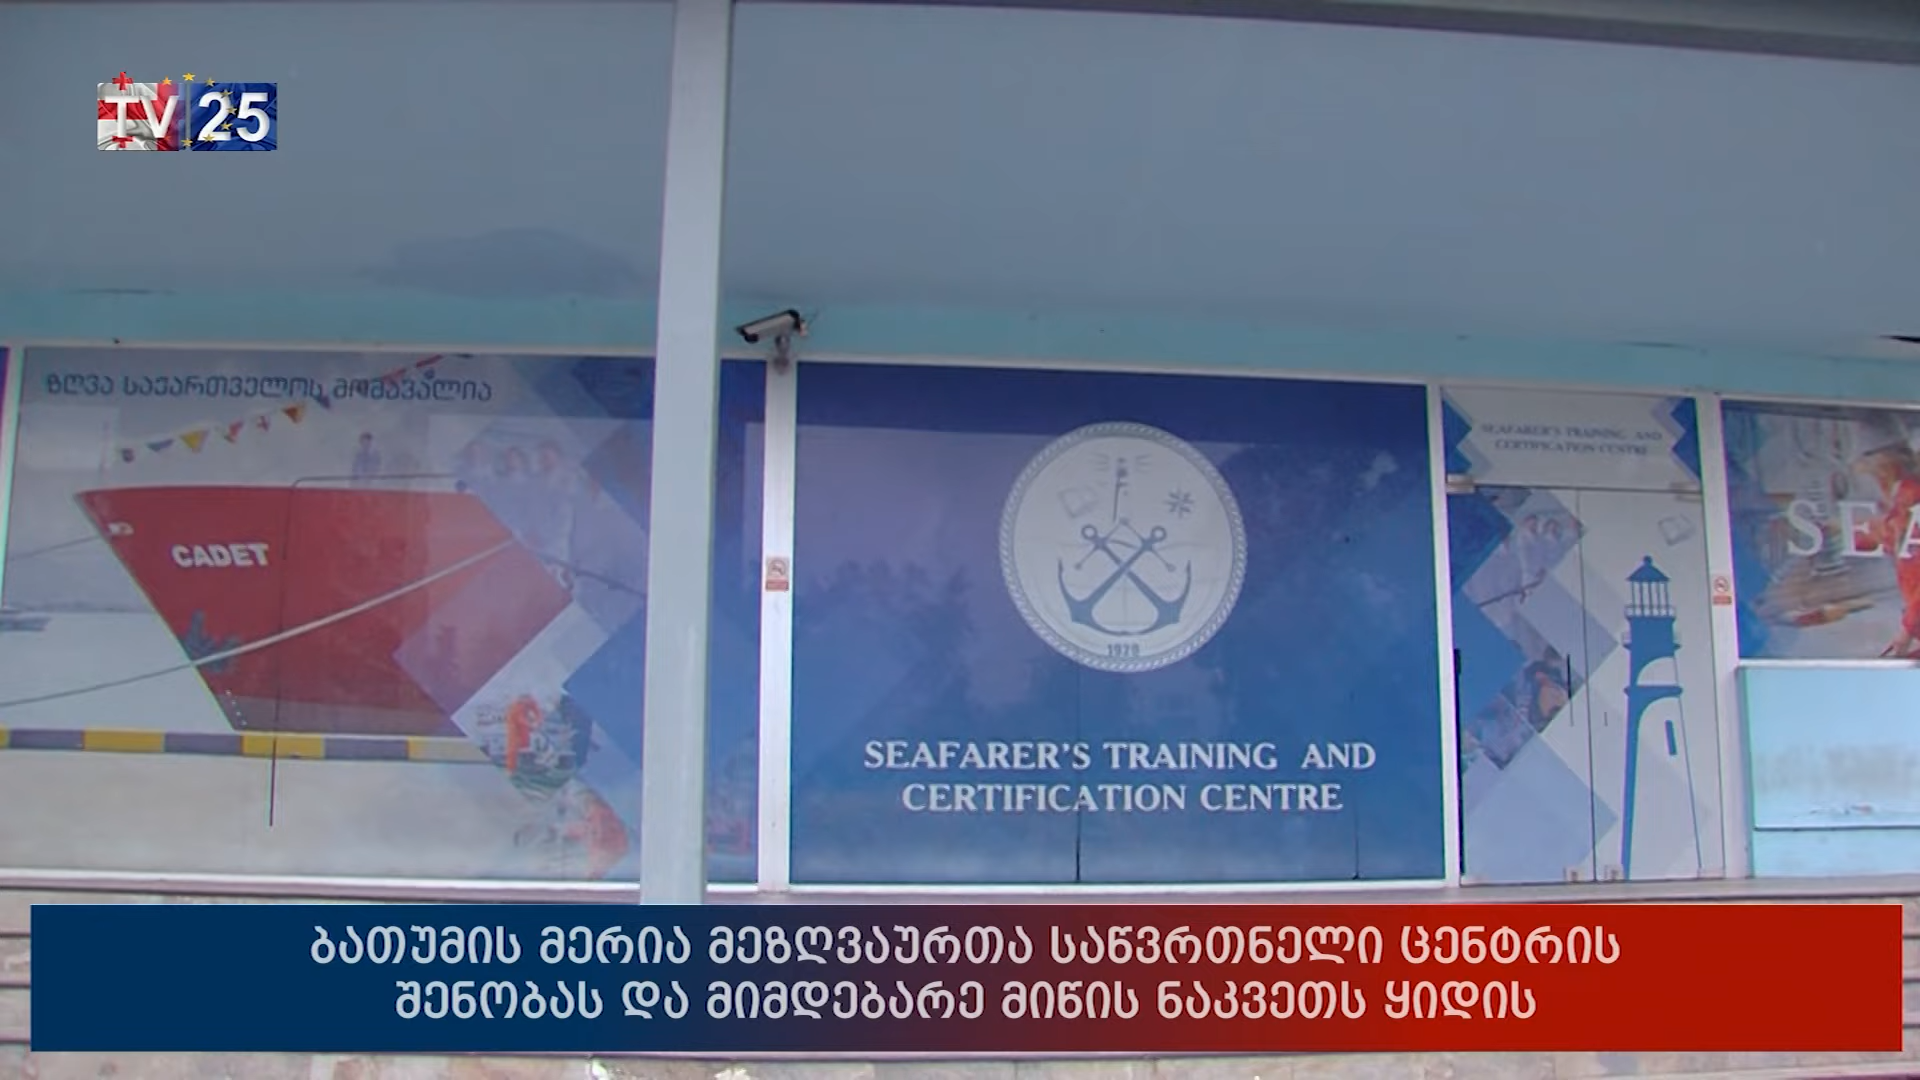 TV 25
ზღვა საქართველოს მომავალია
CADET
1929
SEAFARER'S TRAINING AND
CERTIFICATION CENTRE
SEAFARER'S TRAINING AND
CERTIFICATION CENTRE
SEA
ბათუმის მერია მეზღვაურთა საწვრთნელი ცენტრის
შენობას და მიმდებარე მიწის ნაკვეთს ყიდის